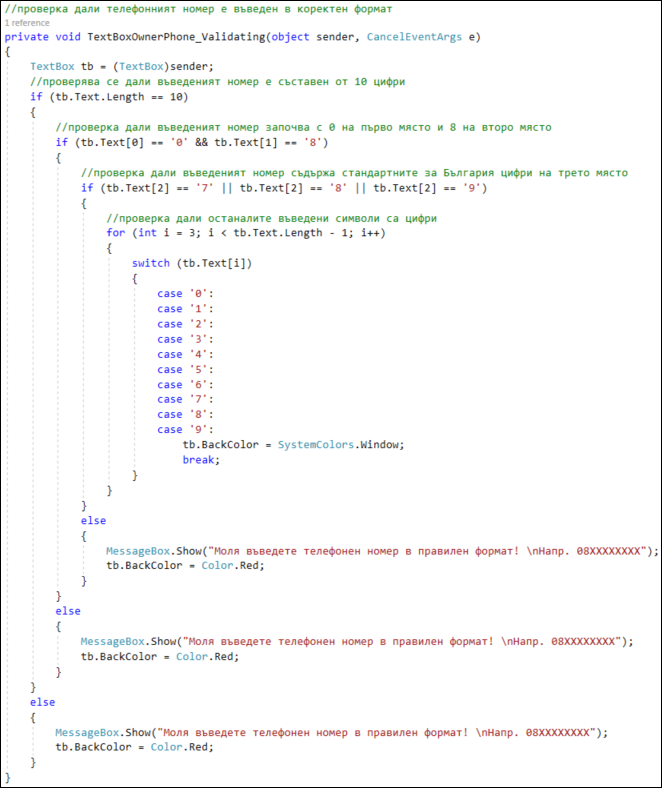 //проверка дали телефонният номер е въведен в коректен формат
1 reference
private void TextBoxOwnerPhone_Validating(object sender, CancelEventArgs e)
{
    TextBox tb = (TextBox)sender;
    //проверява се дали въведеният номер е съставен от 10 цифри
    if (tb.Text.Length == 10)
    {
        //проверка дали въведеният номер започва с 0 на първо място и 8 на второ място
        if (tb.Text[0] == '0' && tb.Text[1] == '8')
        {
            //проверка дали въведеният номер съдържа стандартните за България цифри на трето място
            if (tb.Text[2] == '7' || tb.Text[2] == '8' || tb.Text[2] == '9')
            {
                //проверка дали останалите въведени символи са цифри
                for (int i = 3; i < tb.Text.Length - 1; i++)
                {
                    switch (tb.Text[i])
                    {
                        case '0':
                        case '1':
                        case '2':
                        case '3':
                        case '4':
                        case '5':
                        case '6':
                        case '7':
                        case '8':
                        case '9':
                            tb.BackColor = SystemColors.Window;
                            break;
                    }
                }
            }
            else
            {
                MessageBox.Show("Моля въведете телефонен номер в правилен формат! \nНапр. 08XXXXXXXX");
                tb.BackColor = Color.Red;
            }
        }
        else
        {
            MessageBox.Show("Моля въведете телефонен номер в правилен формат! \nНапр. 08XXXXXXXX");
            tb.BackColor = Color.Red;
        }
    }
    else
    {
        MessageBox.Show("Моля въведете телефонен номер в правилен формат! \nНапр. 08XXXXXXXX");
        tb.BackColor = Color.Red;
    }
}